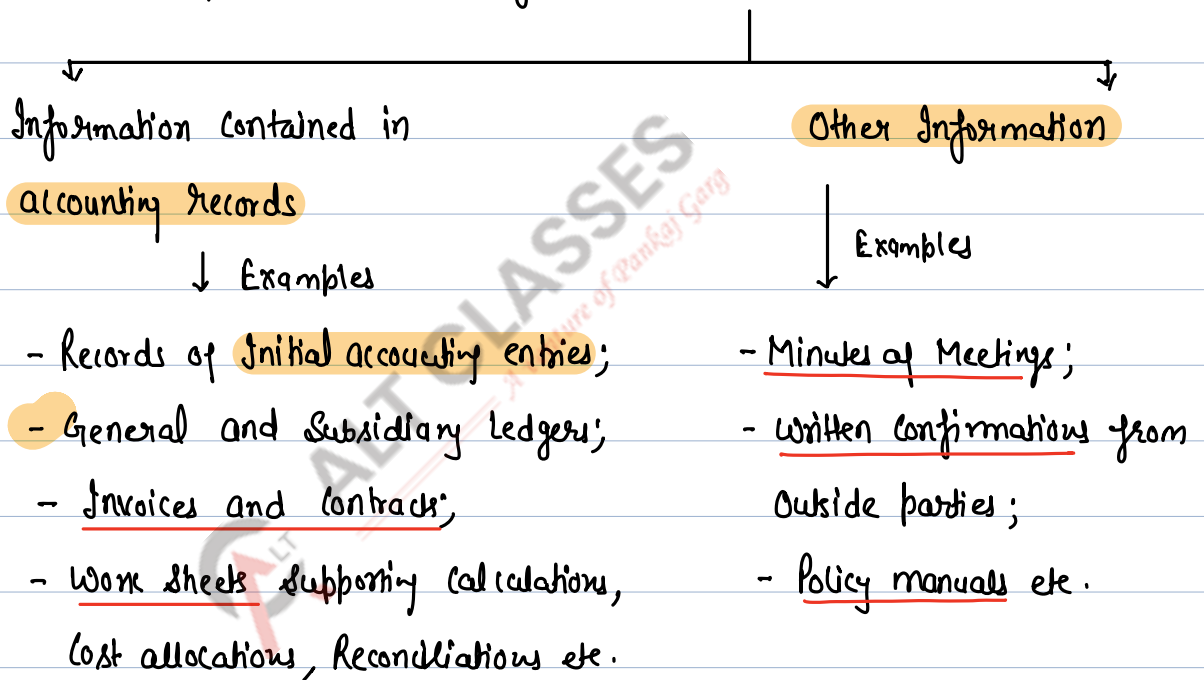 Information Contained in
accounting records
↓ Examples
- Records of Initial accounting entries;
- General and Subsidiary Ledgers;
- Invoices and Contracts;
- Work Sheets Supporting Calculations,
Cost allocations, Reconciliations etc.
Other Information
Examples
- Minutes of Meetings;
- Written Confirmations from
Outside parties;
- Policy manuals etc.
ALT CLASSES
A Venture of Pankaj Garg
ALT